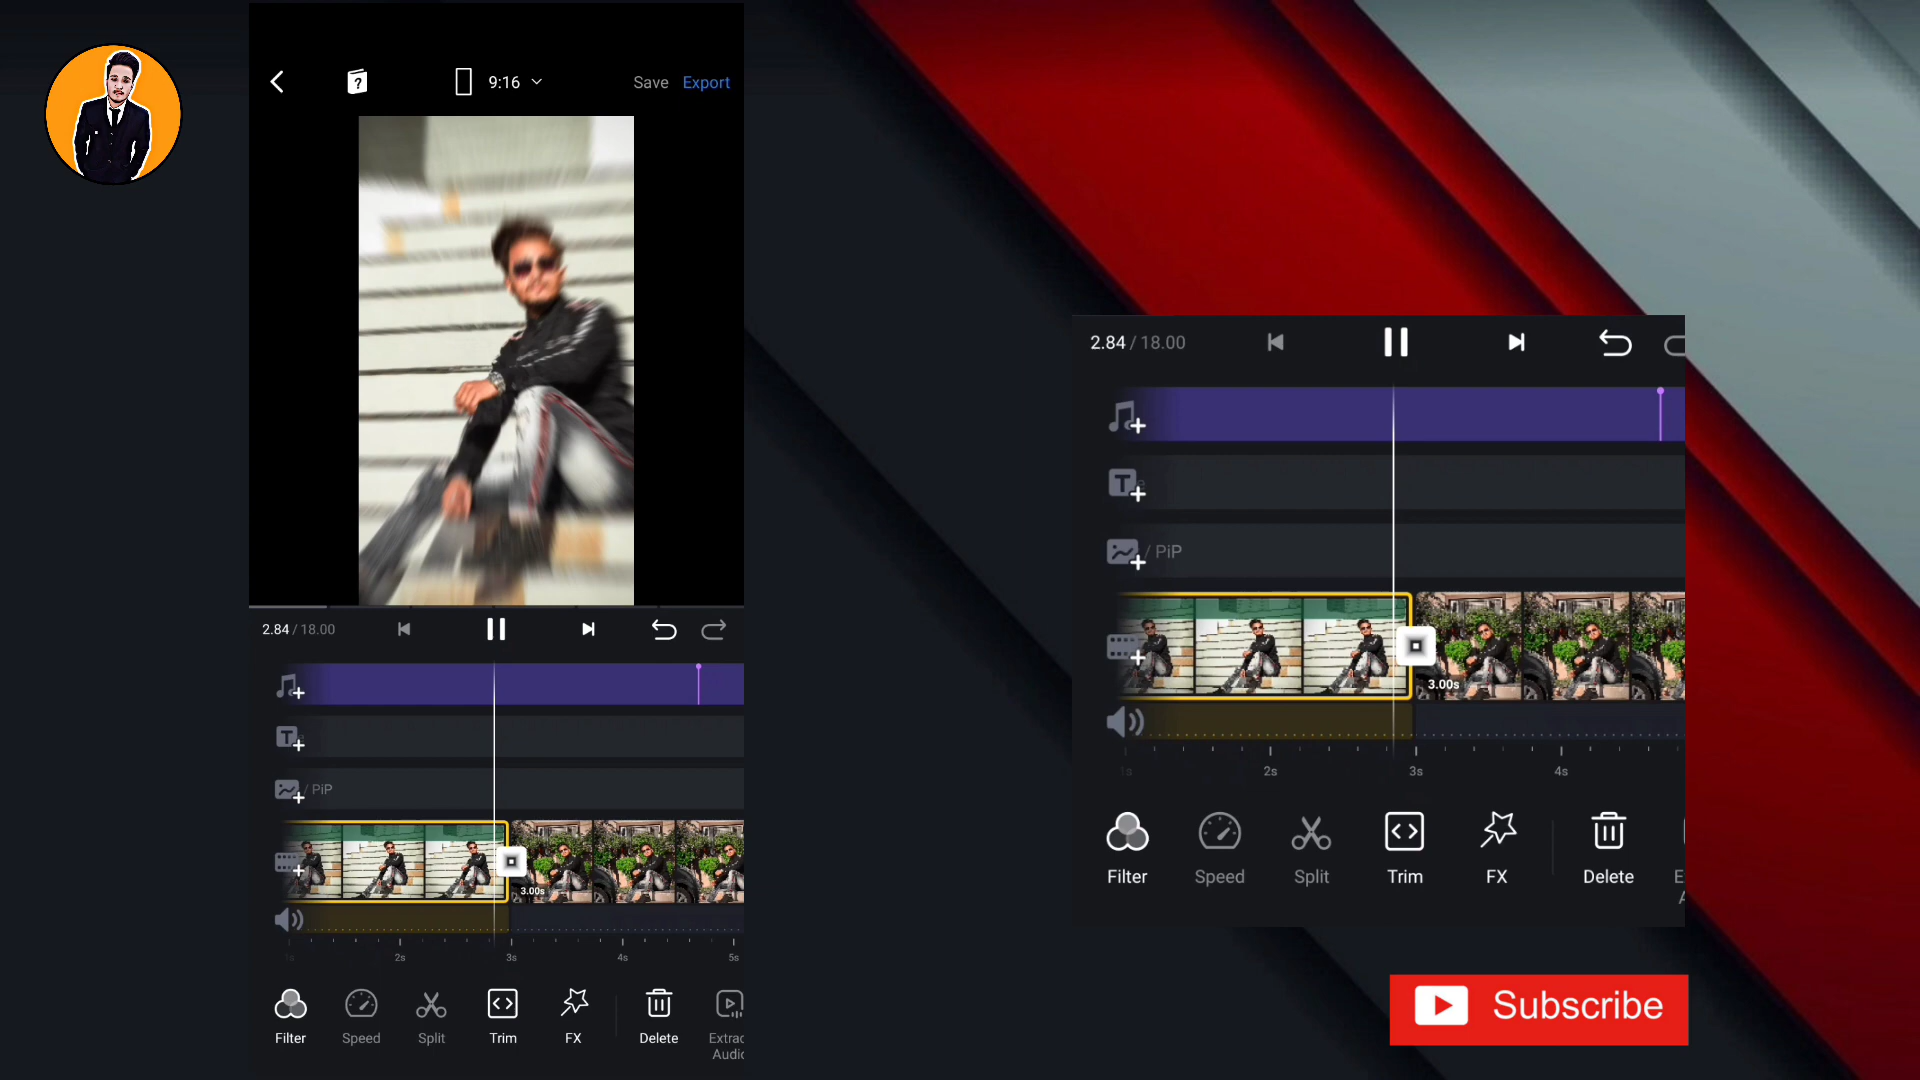 9:16
Save
Export
2.84 / 18.00
T
/ PiP
3.00s
1s
2s
3s
4s
5s
Filter
Speed
Split
Trim
FX
Delete
Extrac
Audio
2.84 / 18.00
T
/ PiP
3.00s
1s
2s
3s
4s
Filter
Speed
Split
Trim
FX
Delete
E
A
Subscribe